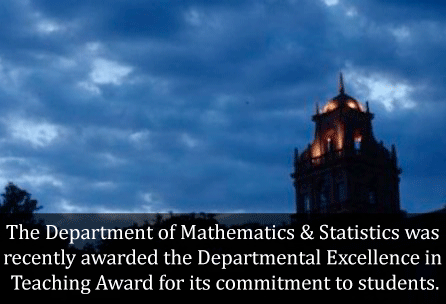 The Department of Mathematics & Statistics was
recently awarded the Departmental Excellence in
Teaching Award for its commitment to students.